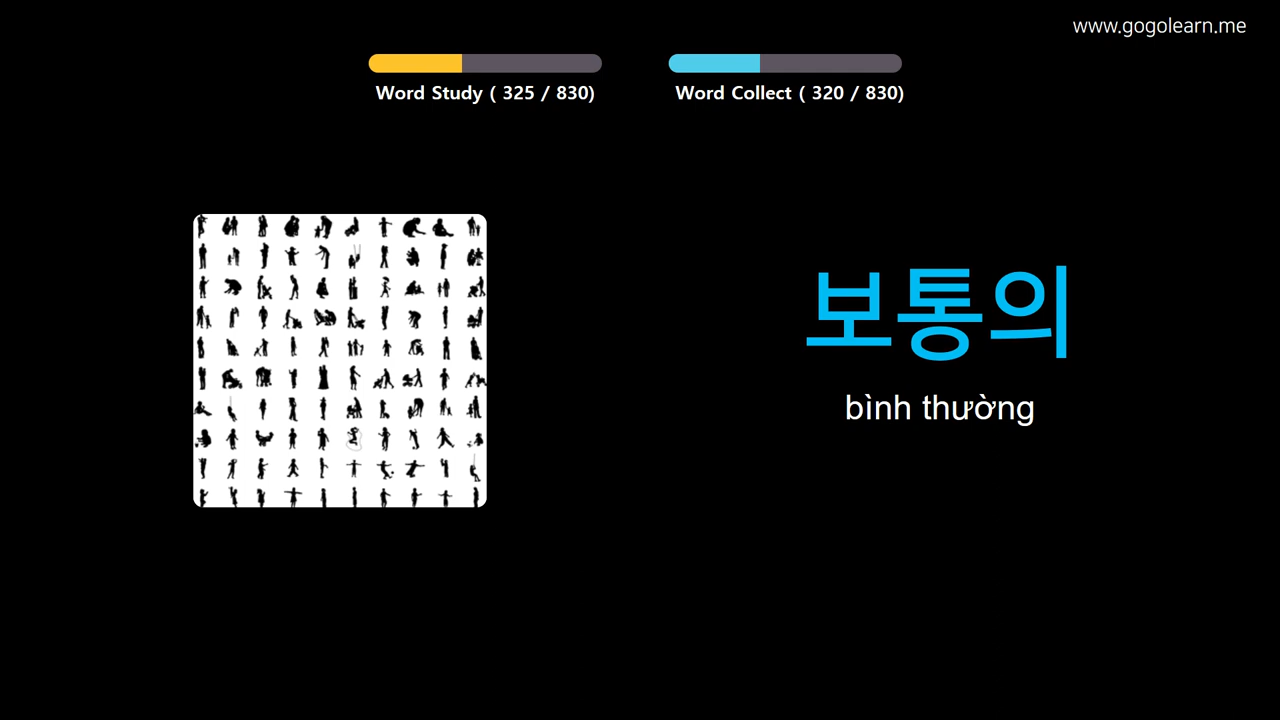 www.gogolearn.me
Word Study ( 325 / 830)
Word Collect ( 320 / 830)
보통의
bình thường